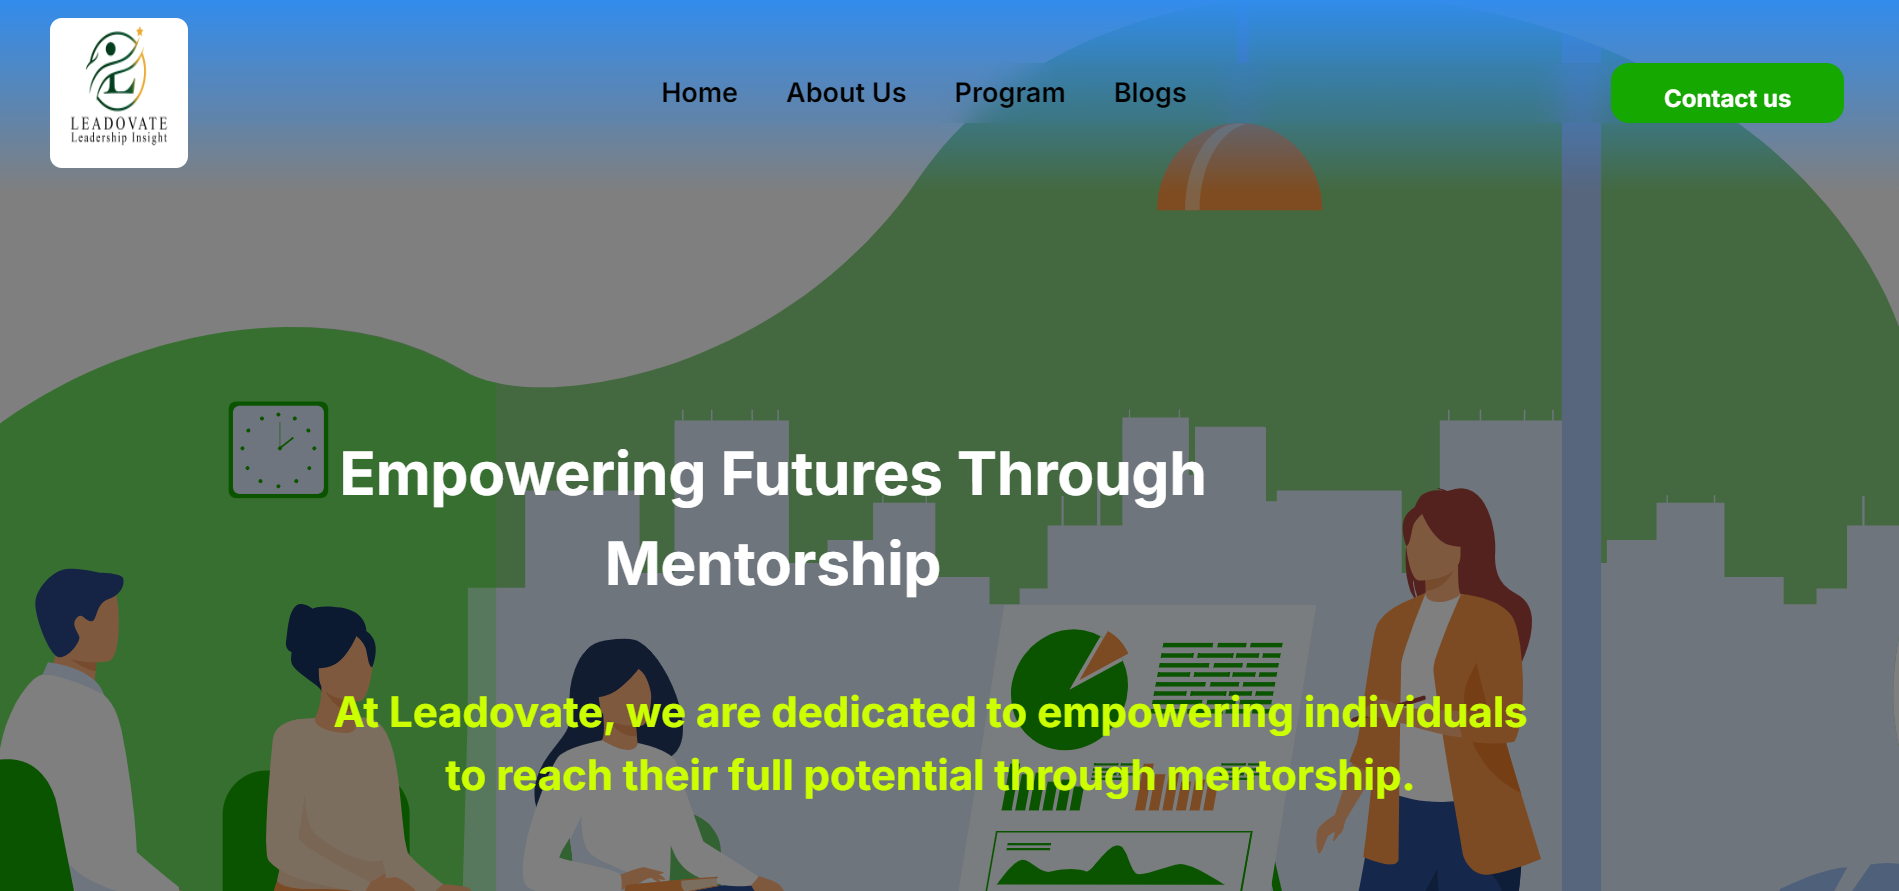 LEADOVATE
Leadership Insight
Home About Us Program Blogs
Contact us
Empowering Futures Through
Mentorship
At Leadovate, we are dedicated to empowering individuals
to reach their full potential through mentorship.